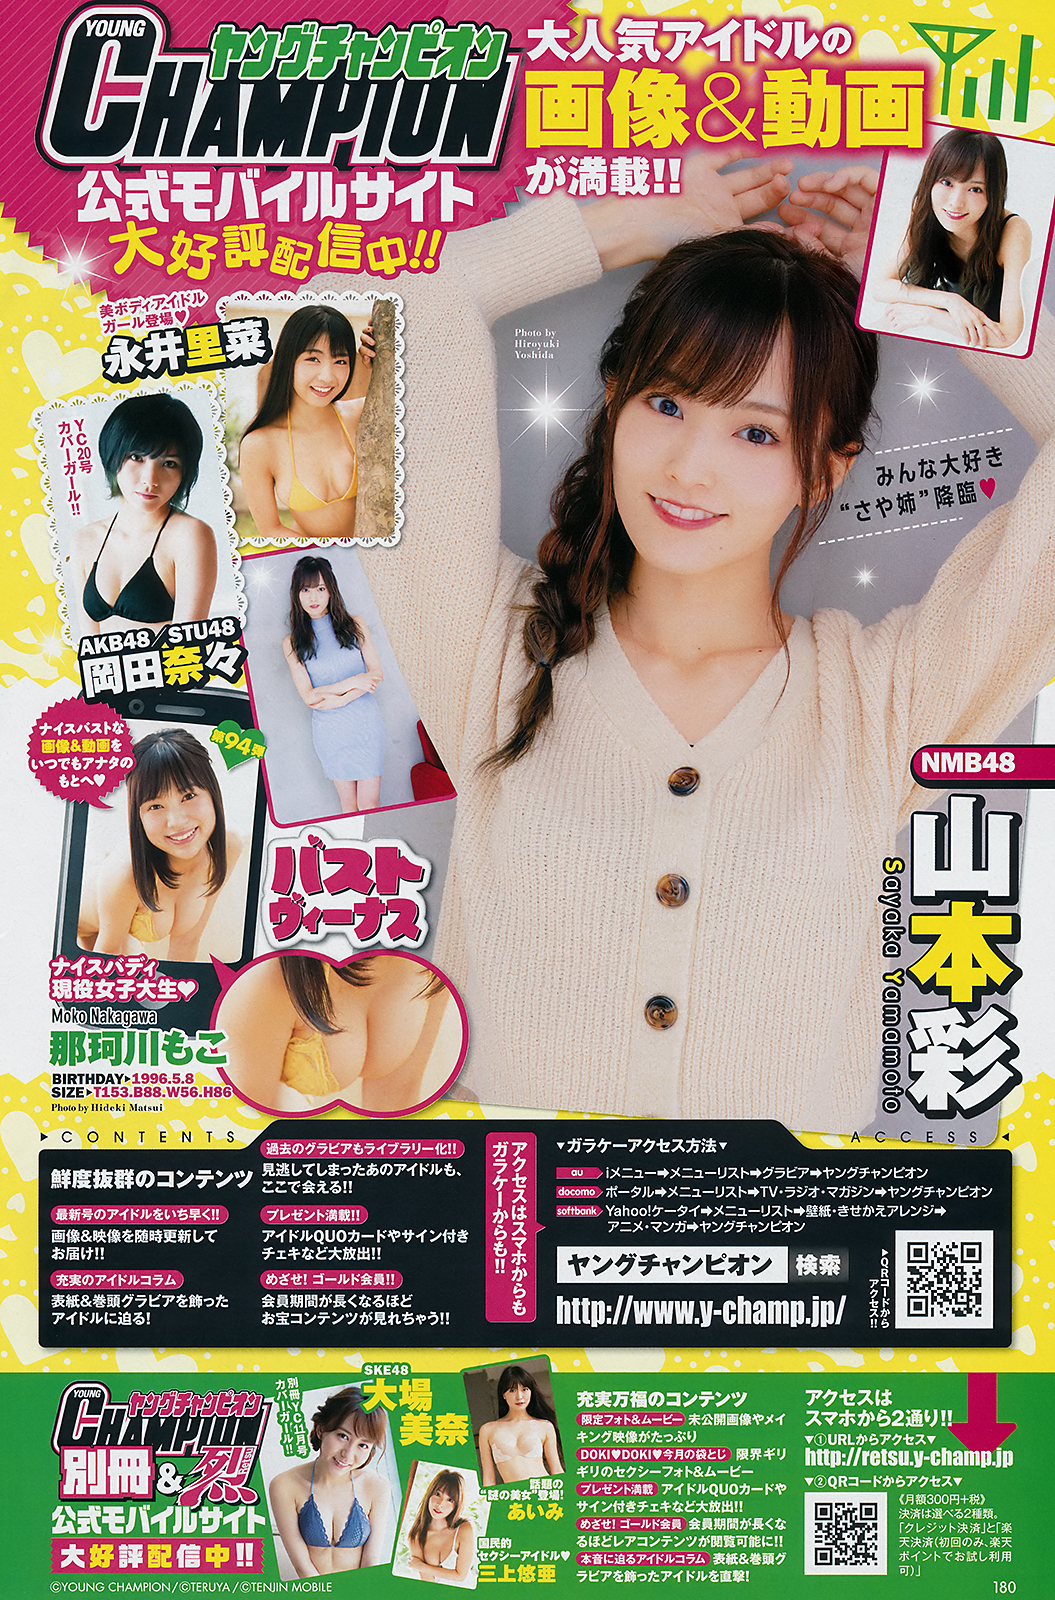 YOUNG
CHAMPION
ヤングチャンピオン
公式モバイルサイト
大好評配信中!!
大人気アイドルの
画像&動画
が満載!!
Photo by
Hiroyuki
Yoshida
みんな大好き
“さや姉”降臨♥
美ボディアイドル
ガール登場♥
永井里菜
YC20号
カバーガール!!
AKB48/STU48
岡田奈々
ナイスバストな
画像&動画を
いつでもアナタの
もとへ♥
第94弾
バスト
ヴィーナス
NMB48
山本彩
Sayaka Yamamoto
ナイスバディ
現役女子大生♥
Moko Nakagawa
那珂川もこ
BIRTHDAY▶1996.5.8
SIZE▶T153.B88.W56.H86
Photo by Hideki Matsui
▶CONTENTS
ACCESS◀
鮮度抜群のコンテンツ
最新号のアイドルをいち早く!!
画像&映像を随時更新して
お届け!!
充実のアイドルコラム
表紙&巻頭グラビアを飾った
アイドルに迫る!
過去のグラビアもライブラリー化!!
見逃してしまったあのアイドルも、
ここで会える!!
プレゼント満載!!
アイドルQUOカードやサイン付き
チェキなど大放出!!
めざせ! ゴールド会員!!
会員期間が長くなるほど
お宝コンテンツが見れちゃう!!
アクセスはスマホからも
ガラケーからも!!
▼ガラケーアクセス方法▼
au iメニュー➡メニューリスト➡グラビア➡ヤングチャンピオン
docomo ポータル➡メニューリスト➡TV・ラジオ・マガジン➡ヤングチャンピオン
softbank Yahoo!ケータイ➡メニューリスト➡壁紙・きせかえアレンジ➡
アニメ・マンガ➡ヤングチャンピオン
ヤングチャンピオン 検索
http://www.y-champ.jp/
▶QRコードから
アクセス!!
YOUNG
CHAMPION
ヤングチャンピオン
別冊&烈
公式モバイルサイト
大好評配信中!!
©YOUNG CHAMPION/©TERUYA/©TENJIN MOBILE
別冊YC11月号
カバーガール!!
SKE48
大場
美奈
話題の
“謎の美女”登場!
あいみ
国民的
セクシーアイドル♥
三上悠亜
充実万福のコンテンツ
限定フォト&ムービー 未公開画像やメイ
キング映像がたっぷり
DOKI♥DOKI♥今月の袋とじ 限界ギリ
ギリのセクシーフォト&ムービー
プレゼント満載 アイドルQUOカードや
サイン付きチェキなど大放出!!
めざせ! ゴールド会員 会員期間が長くな
るほどレアコンテンツが閲覧可能に!!
本音に迫るアイドルコラム 表紙&巻頭グ
ラビアを飾ったアイドルを直撃!
アクセスは
スマホから2通り!!
▼①URLからアクセス▼
http://retsu.y-champ.jp
▼②QRコードからアクセス▼
《月額300円+税》
決済は選べる2種類。
「クレジット決済」と「楽
天決済(初回のみ、楽天
ポイントでお試し利用
可)」
180